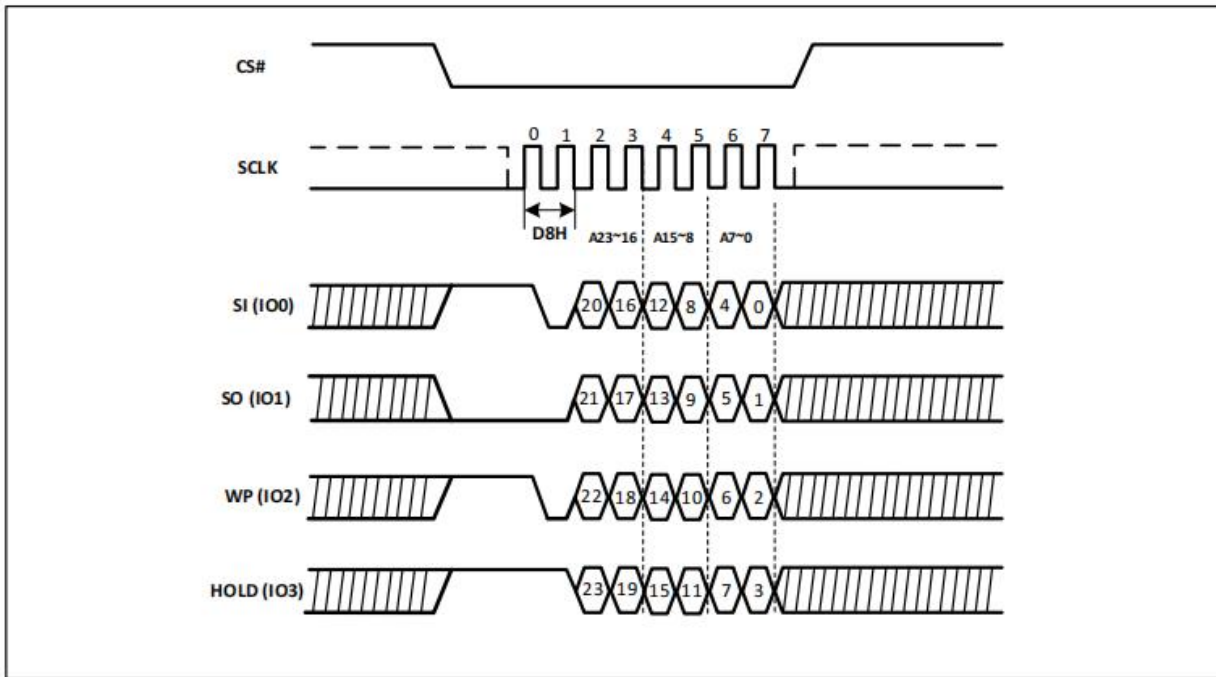 CS#
0 1 2 3 4 5 6 7
SCLK
D8H A23~16 A15~8 A7~0
SI (IO0) 20 16 12 8 4 0
SO (IO1) 21 17 13 9 5 1
WP (IO2) 22 18 14 10 6 2
HOLD (IO3) 23 19 15 11 7 3